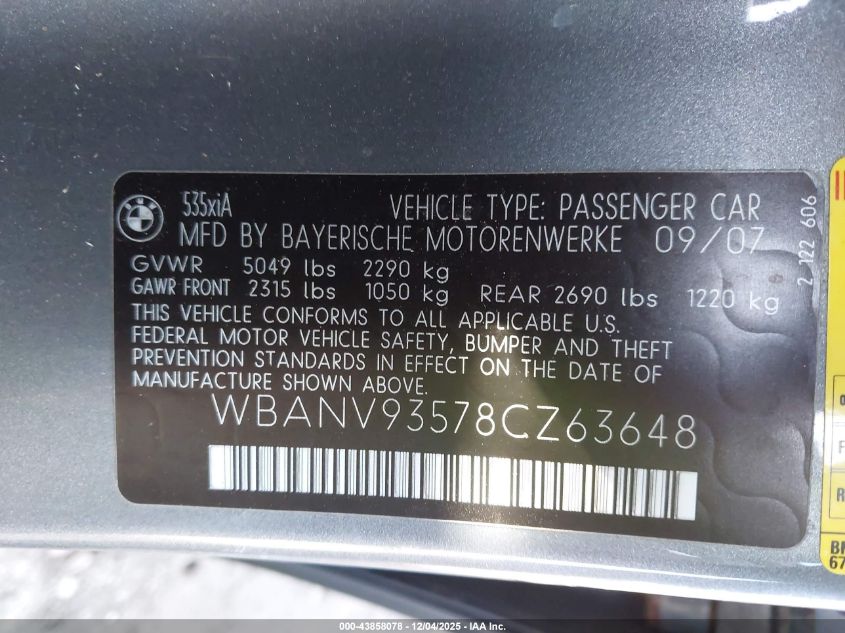 535xiA VEHICLE TYPE: PASSENGER CAR
MFD BY BAYERISCHE MOTORENWERKE 09/07
GVWR 5049 lbs 2290 kg
GAWR FRONT 2315 lbs 1050 kg REAR 2690 lbs 1220 kg
THIS VEHICLE CONFORMS TO ALL APPLICABLE U.S.
FEDERAL MOTOR VEHICLE SAFETY, BUMPER AND THEFT
PREVENTION STANDARDS IN EFFECT ON THE DATE OF
MANUFACTURE SHOWN ABOVE.
WBANV93578CZ63648
2 122 606
000-43858078 - 12/04/2025 - IAA Inc.